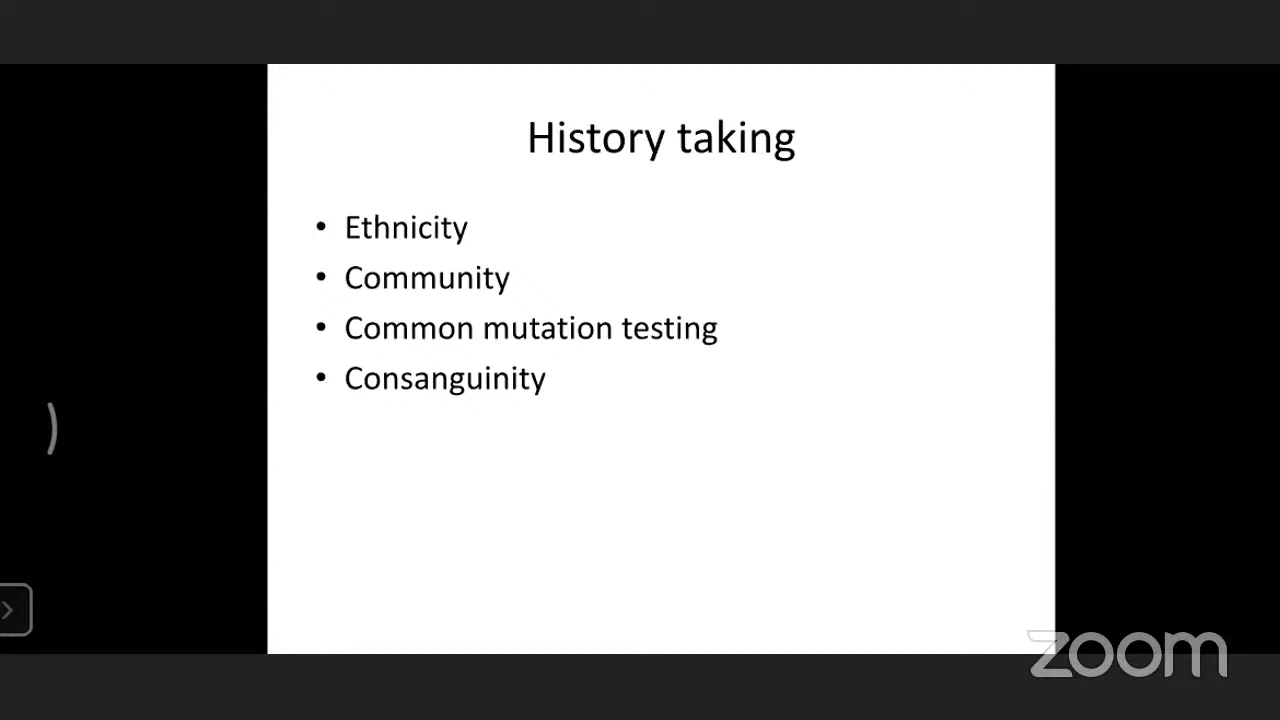 History taking
• Ethnicity
• Community
• Common mutation testing
• Consanguinity
zoom